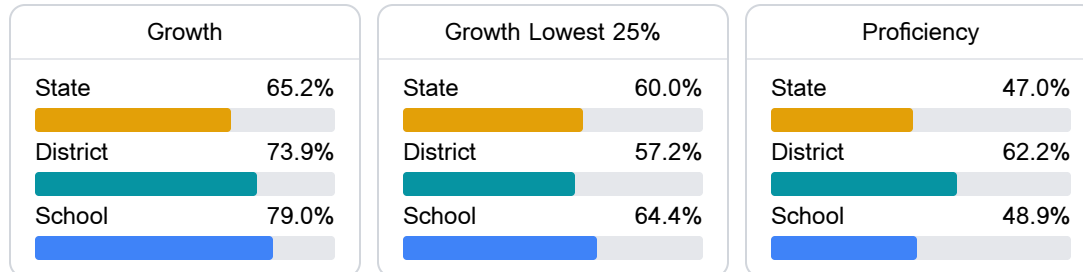 Growth
State 65.2%
District 73.9%
School 79.0%
Growth Lowest 25%
State 60.0%
District 57.2%
School 64.4%
Proficiency
State 47.0%
District 62.2%
School 48.9%